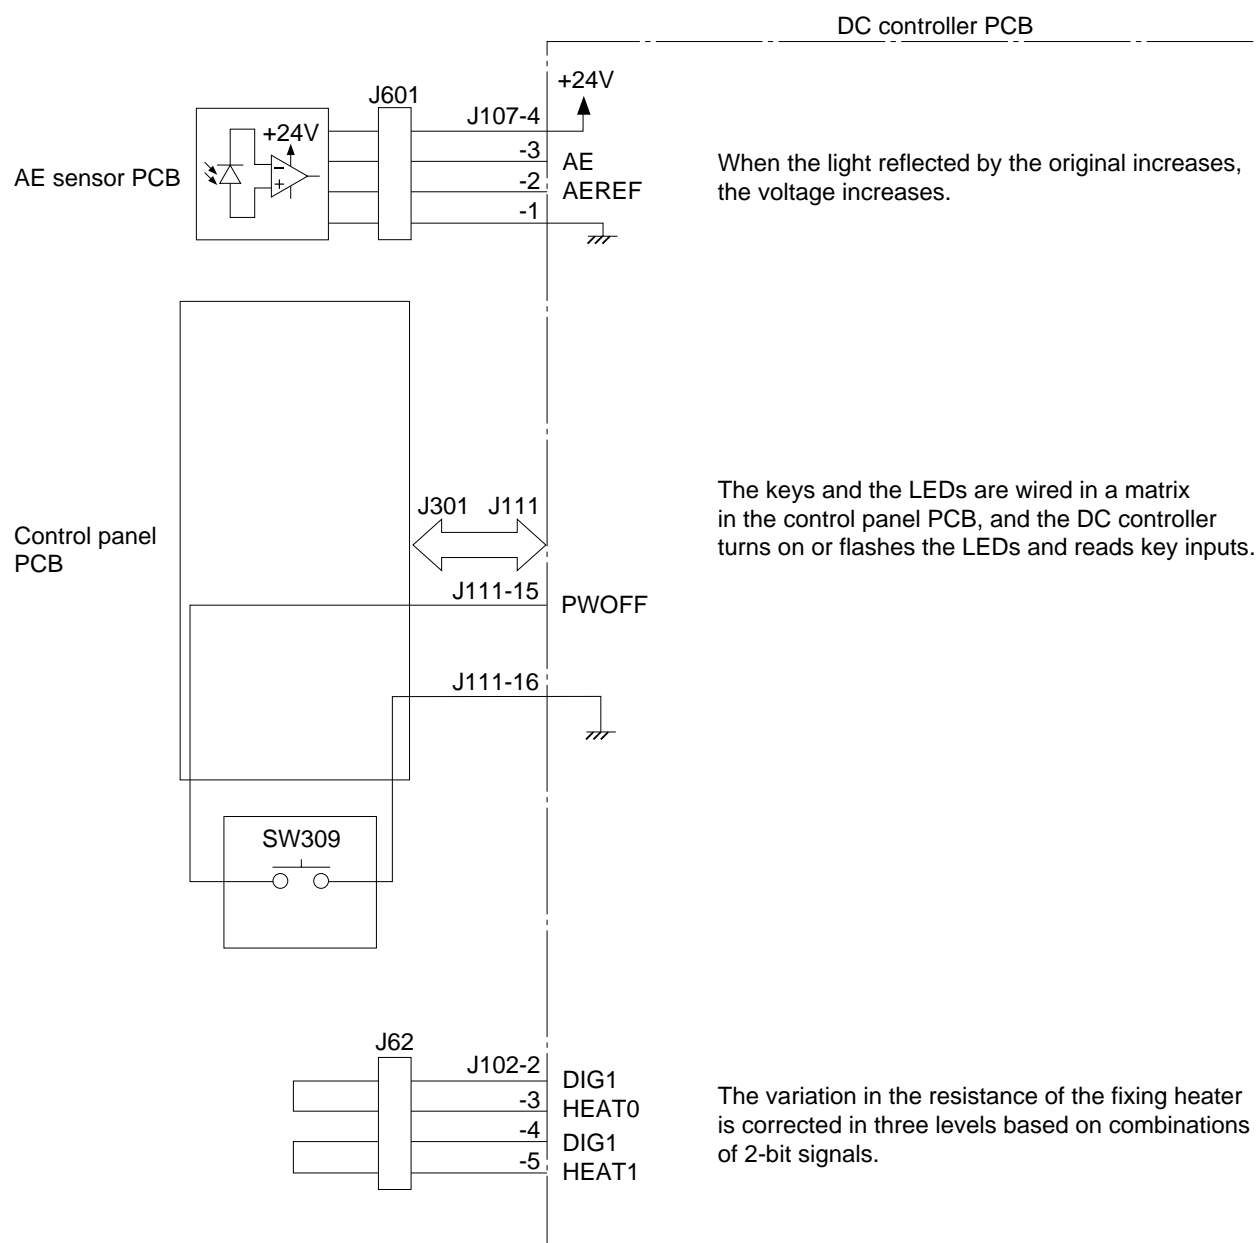 DC controller PCB
+24V
J601
J107-4
+24V
-3
AE
AE sensor PCB
-2
AEREF
-1
When the light reflected by the original increases,
the voltage increases.
J301 J111
Control panel
PCB
The keys and the LEDs are wired in a matrix
in the control panel PCB, and the DC controller
turns on or flashes the LEDs and reads key inputs.
J111-15
PWOFF
J111-16
SW309
J62
J102-2
DIG1
-3
HEAT0
-4
DIG1
-5
HEAT1
The variation in the resistance of the fixing heater
is corrected in three levels based on combinations
of 2-bit signals.